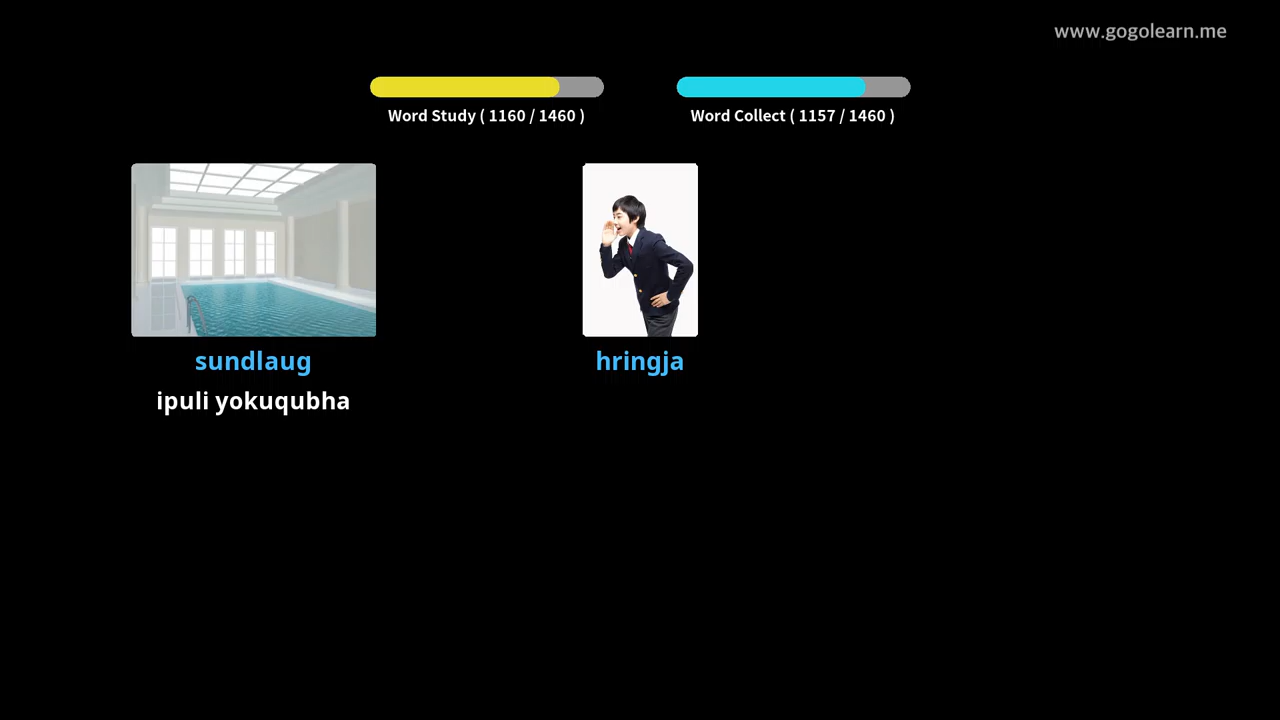 www.gogolearn.me
Word Study ( 1160 / 1460 )
Word Collect ( 1157 / 1460 )
sundlaug
ipuli yokuqubha
hringja